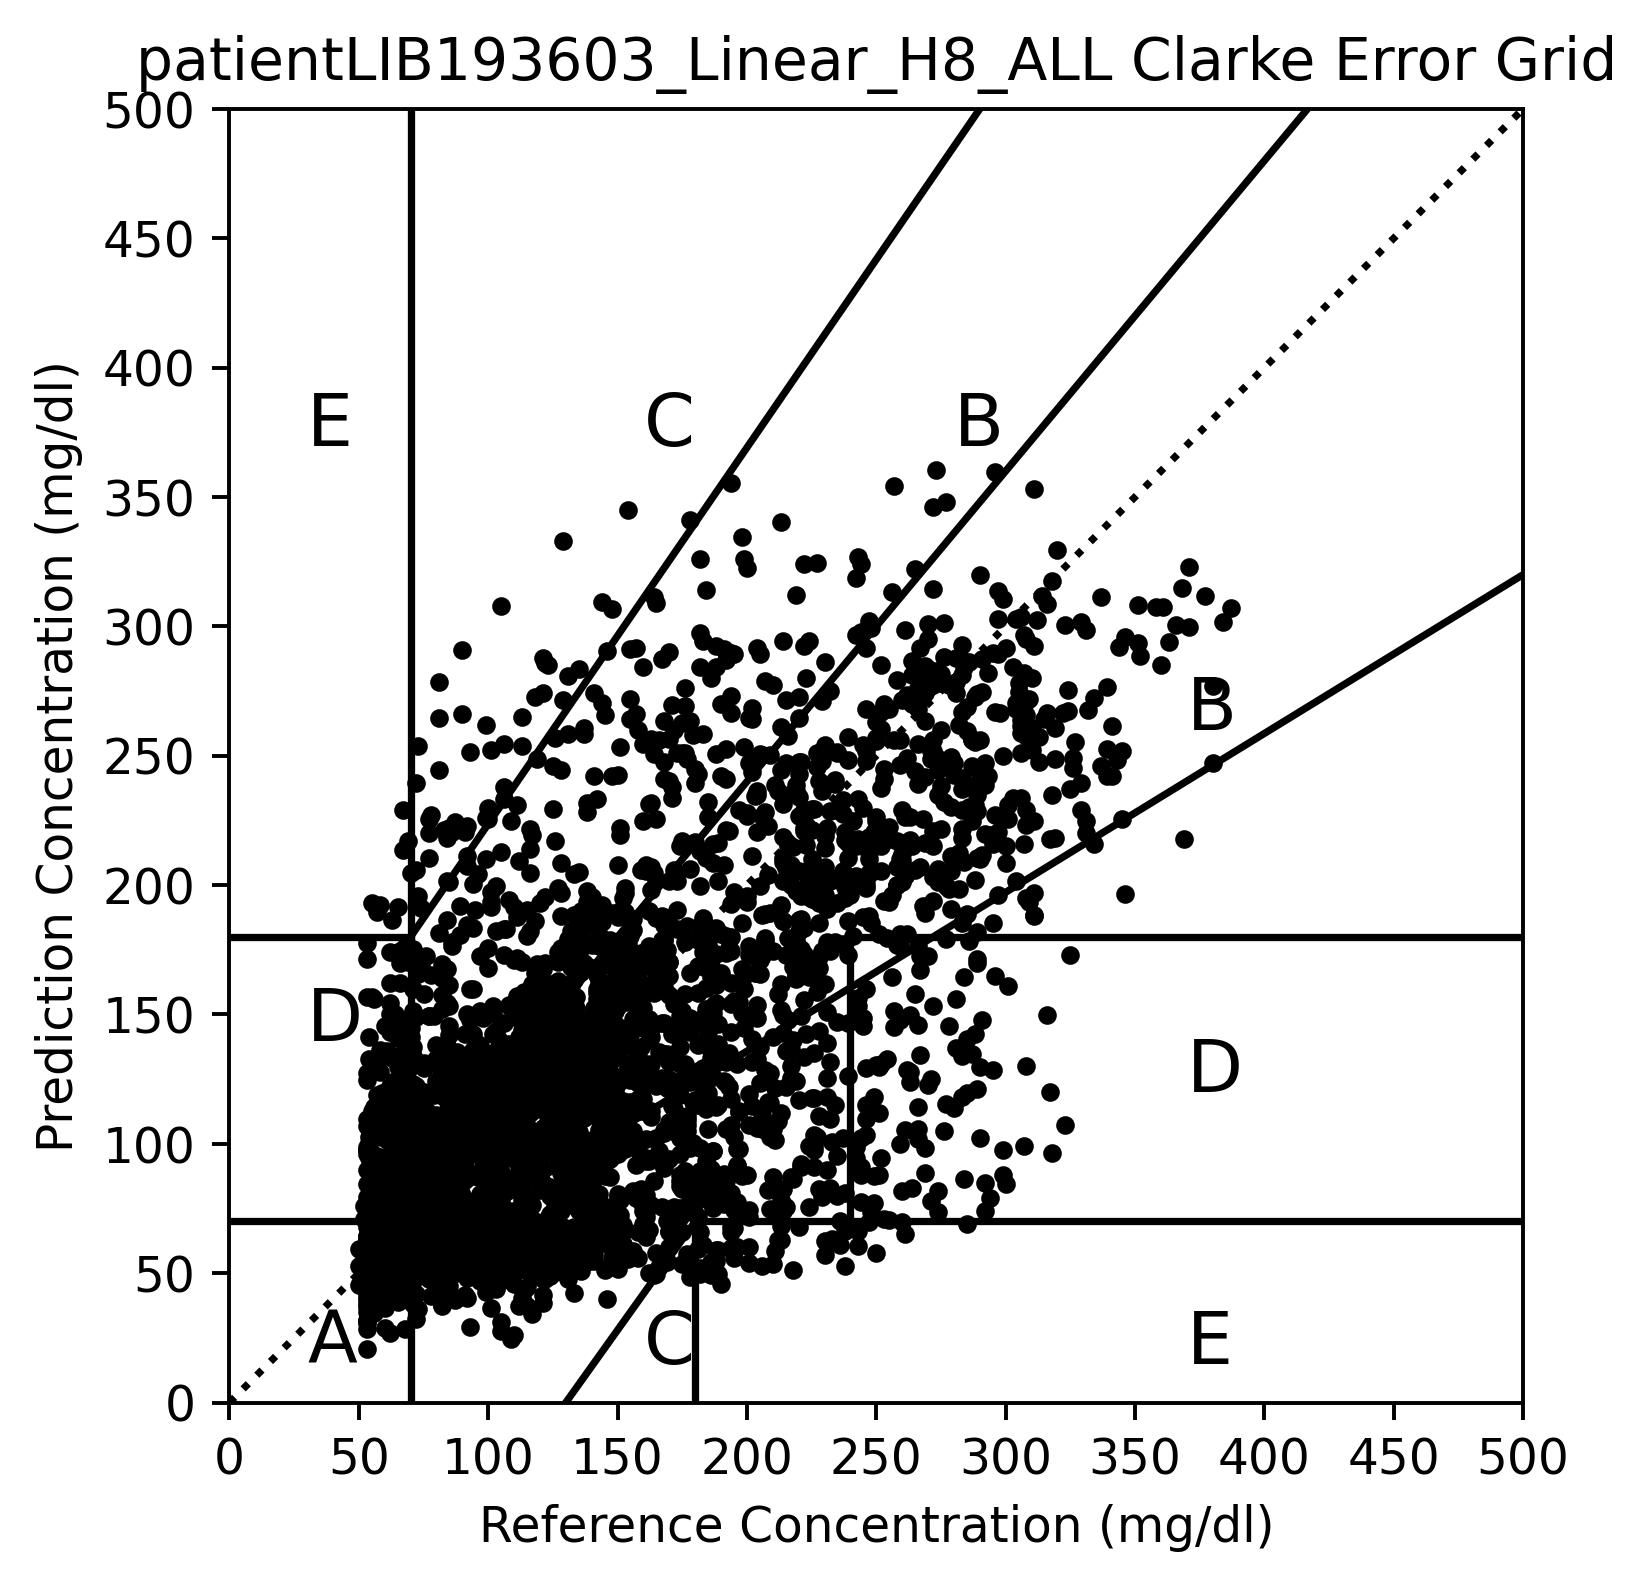 patientLIB193603_Linear_H8_ALL Clarke Error Grid
500
450
400
350
300
250
200
150
100
50
0
Prediction Concentration (mg/dl)
E
C
B
B
D
D
A
C
E
0 50 100 150 200 250 300 350 400 450 500
Reference Concentration (mg/dl)